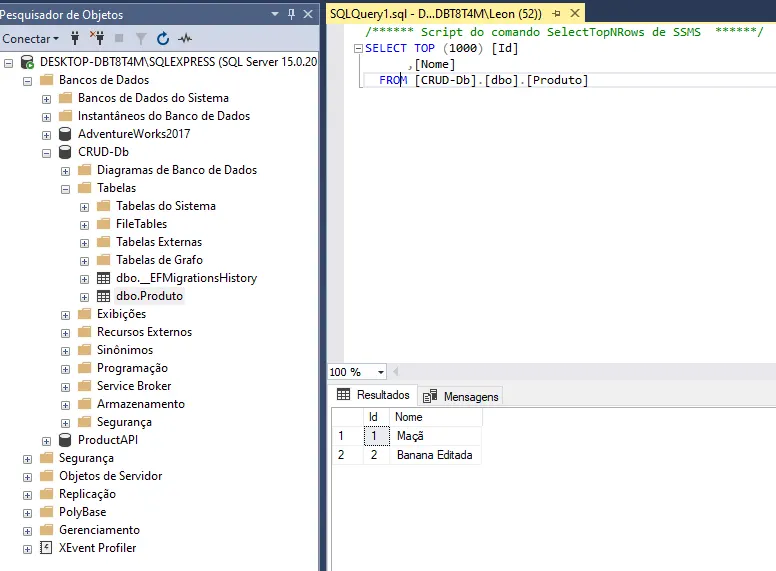 Pesquisador de Objetos
Conectar
DESKTOP-DBT8T4M\SQLEXPRESS (SQL Server 15.0.20
Bancos de Dados
Bancos de Dados do Sistema
Instantâneos do Banco de Dados
AdventureWorks2017
CRUD-Db
Diagramas de Banco de Dados
Tabelas
Tabelas do Sistema
FileTables
Tabelas Externas
Tabelas de Grafo
dbo.__EFMigrationsHistory
dbo.Produto
Exibições
Recursos Externos
Sinônimos
Programação
Service Broker
Armazenamento
Segurança
ProductAPI
Segurança
Objetos de Servidor
Replicação
PolyBase
Gerenciamento
XEvent Profiler
SQLQuery1.sql - D...DBT8T4M\Leon (52))
/****** Script do comando SelectTopNRows de SSMS  ******/
SELECT TOP (1000) [Id]
,[Nome]
FROM [CRUD-Db].[dbo].[Produto]
100 %
Resultados Mensagens
Id Nome
1 1 Maçã
2 2 Banana Editada